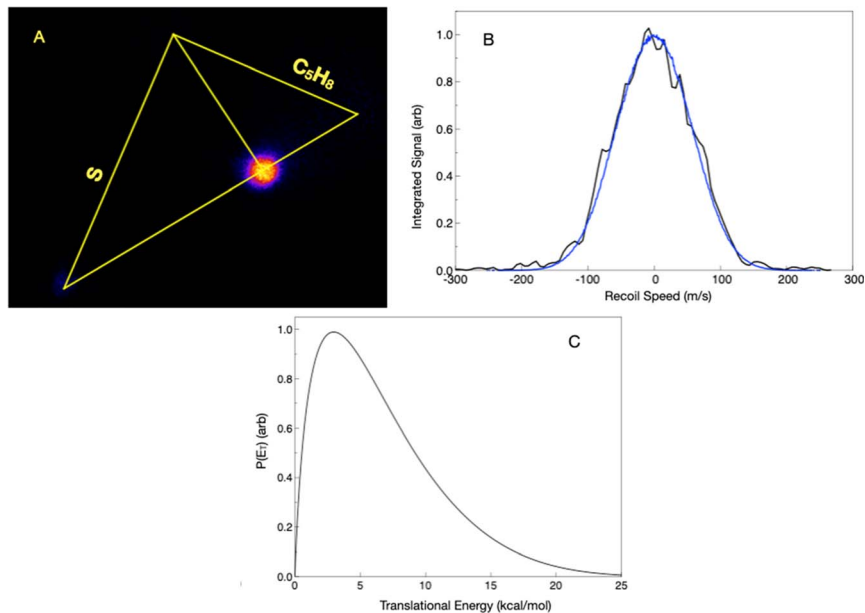 A
C₅H₈
S
B
Integrated Signal (arb)
1.0
0.8
0.6
0.4
0.2
0.0
-300
-200
-100
0
100
200
300
Recoil Speed (m/s)
C
P(E_T) (arb)
1.0
0.8
0.6
0.4
0.2
0.0
0
5
10
15
20
25
Translational Energy (kcal/mol)